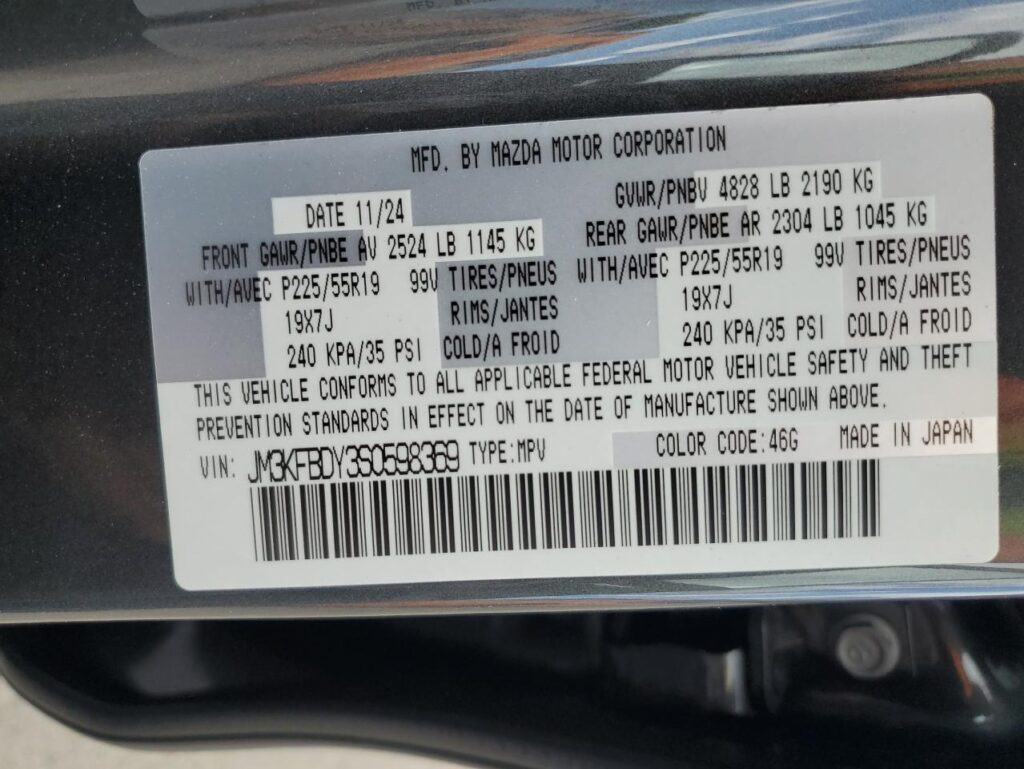 MFD. BY MAZDA MOTOR CORPORATION
DATE 11/24 GVWR/PNBV 4828 LB 2190 KG
FRONT GAWR/PNBE AV 2524 LB 1145 KG REAR GAWR/PNBE AR 2304 LB 1045 KG
WITH/AVEC P225/55R19 99V TIRES/PNEUS WITH/AVEC P225/55R19 99V TIRES/PNEUS
19X7J RIMS/JANTES 19X7J RIMS/JANTES
240 KPA/35 PSI COLD/A FROID 240 KPA/35 PSI COLD/A FROID
THIS VEHICLE CONFORMS TO ALL APPLICABLE FEDERAL MOTOR VEHICLE SAFETY AND THEFT
PREVENTION STANDARDS IN EFFECT ON THE DATE OF MANUFACTURE SHOWN ABOVE.
VIN: JM3KFBDY3S0598369 TYPE:MPV COLOR CODE:46G MADE IN JAPAN